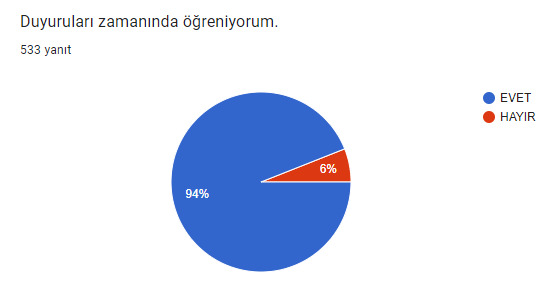 Duyuruları zamanında öğreniyorum.
533 yanıt
EVET
HAYIR
6%
94%